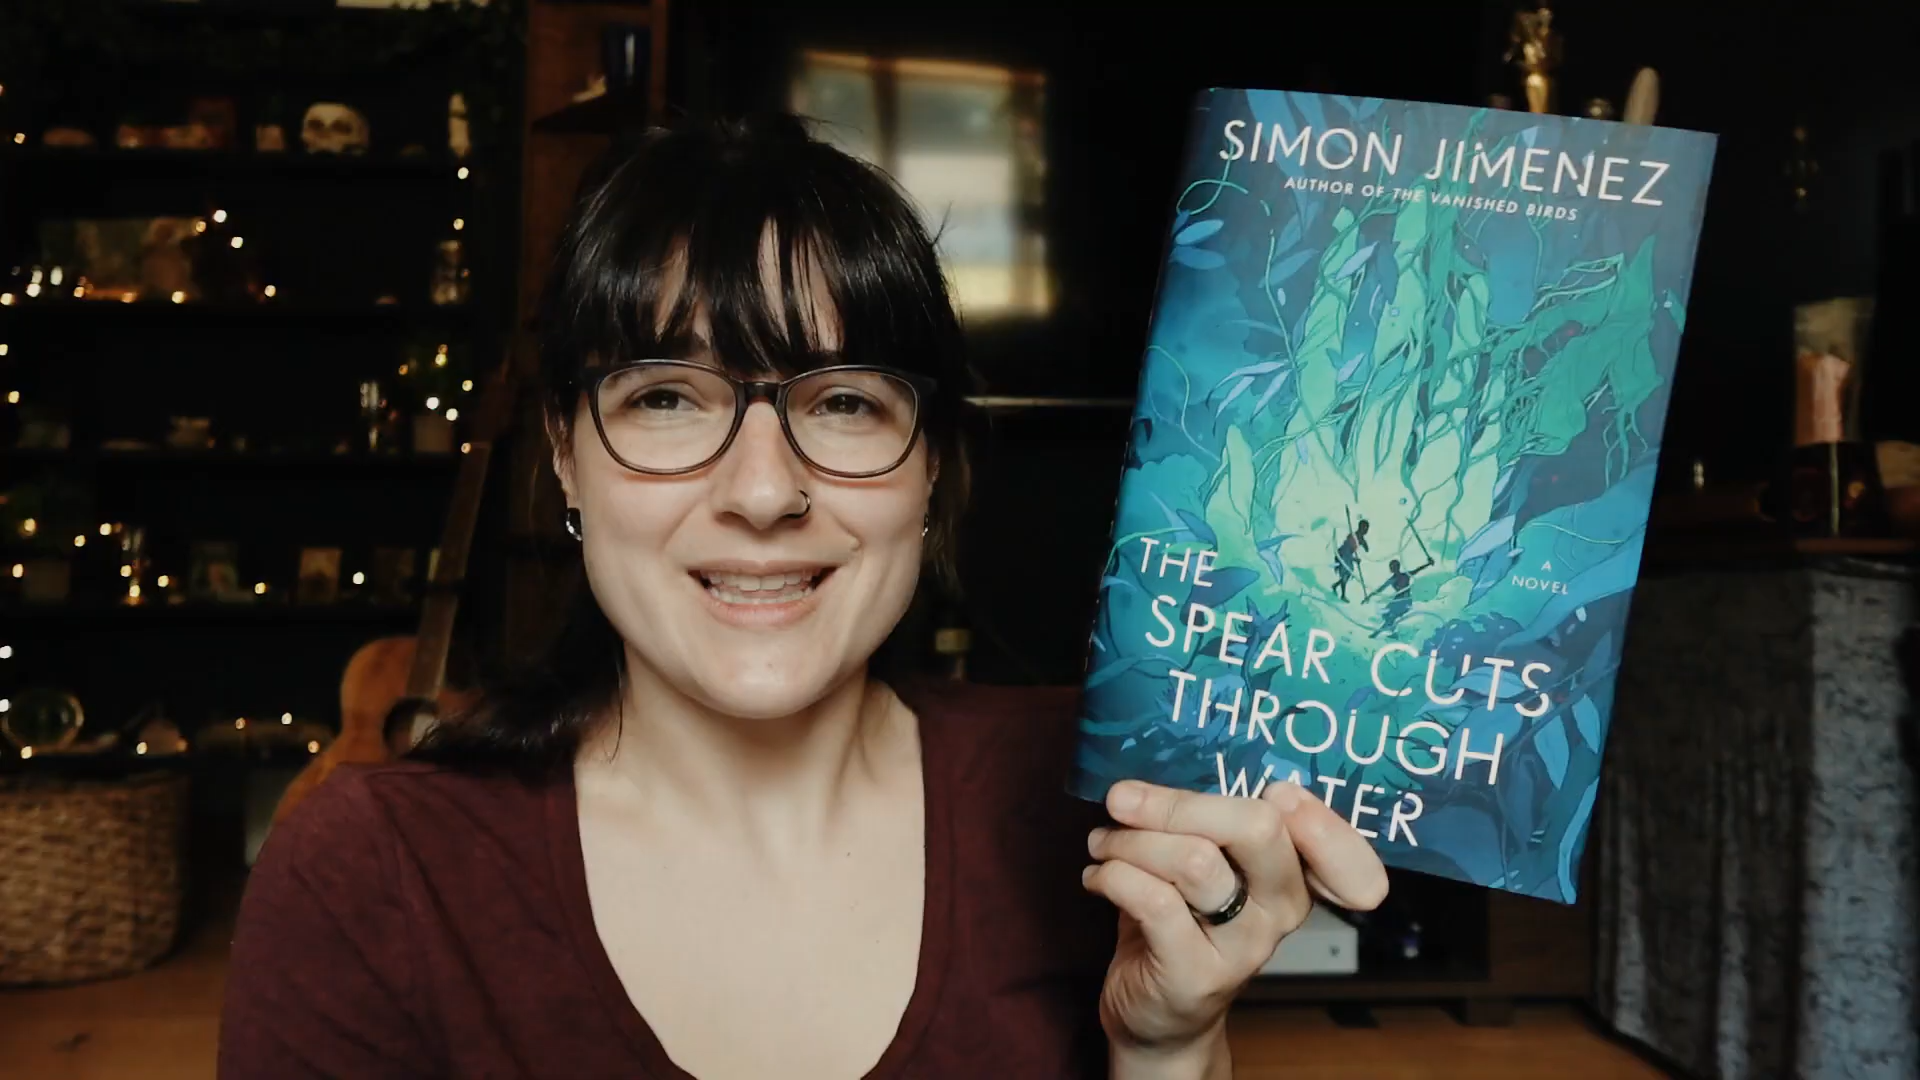 SIMON JIMENEZ
AUTHOR OF THE VANISHED BIRDS
A
NOVEL
THE
SPEAR CUTS
THROUGH
WATER